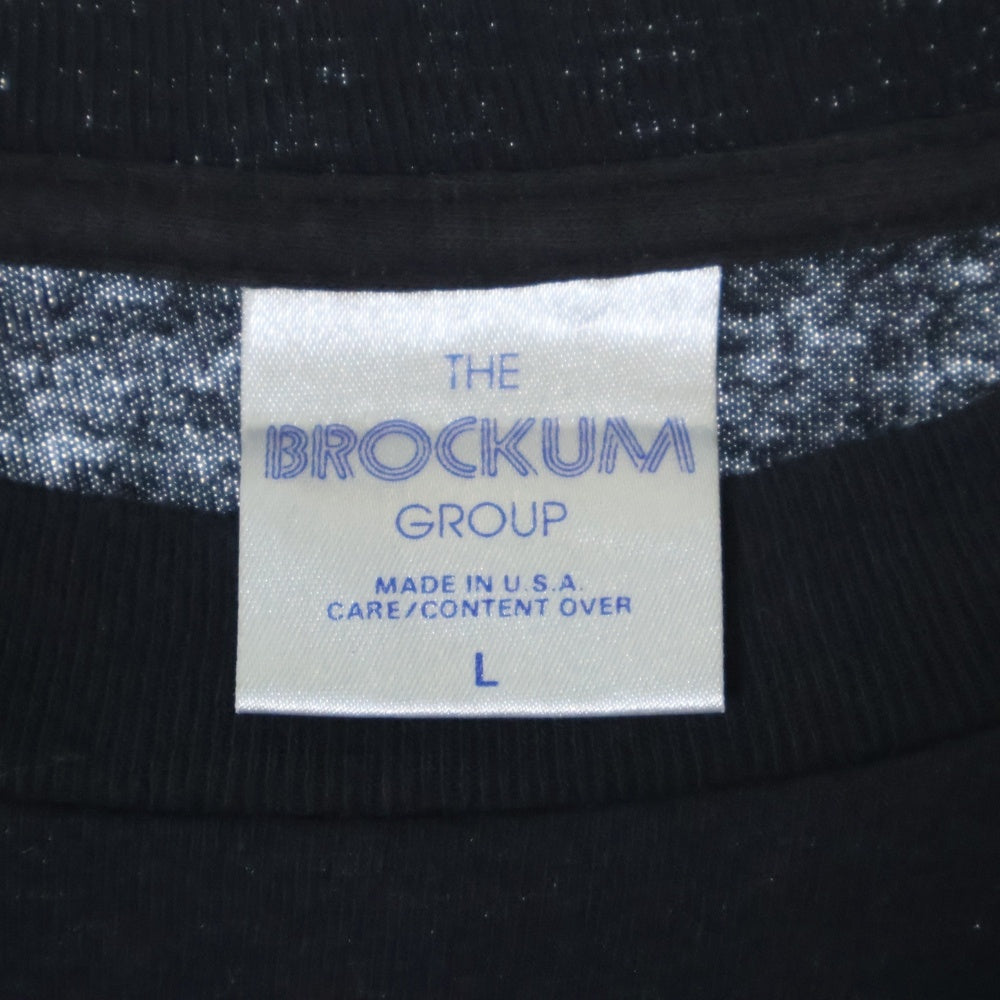 THE
BROCKUM
GROUP
MADE IN U.S.A.
CARE/CONTENT OVER
L